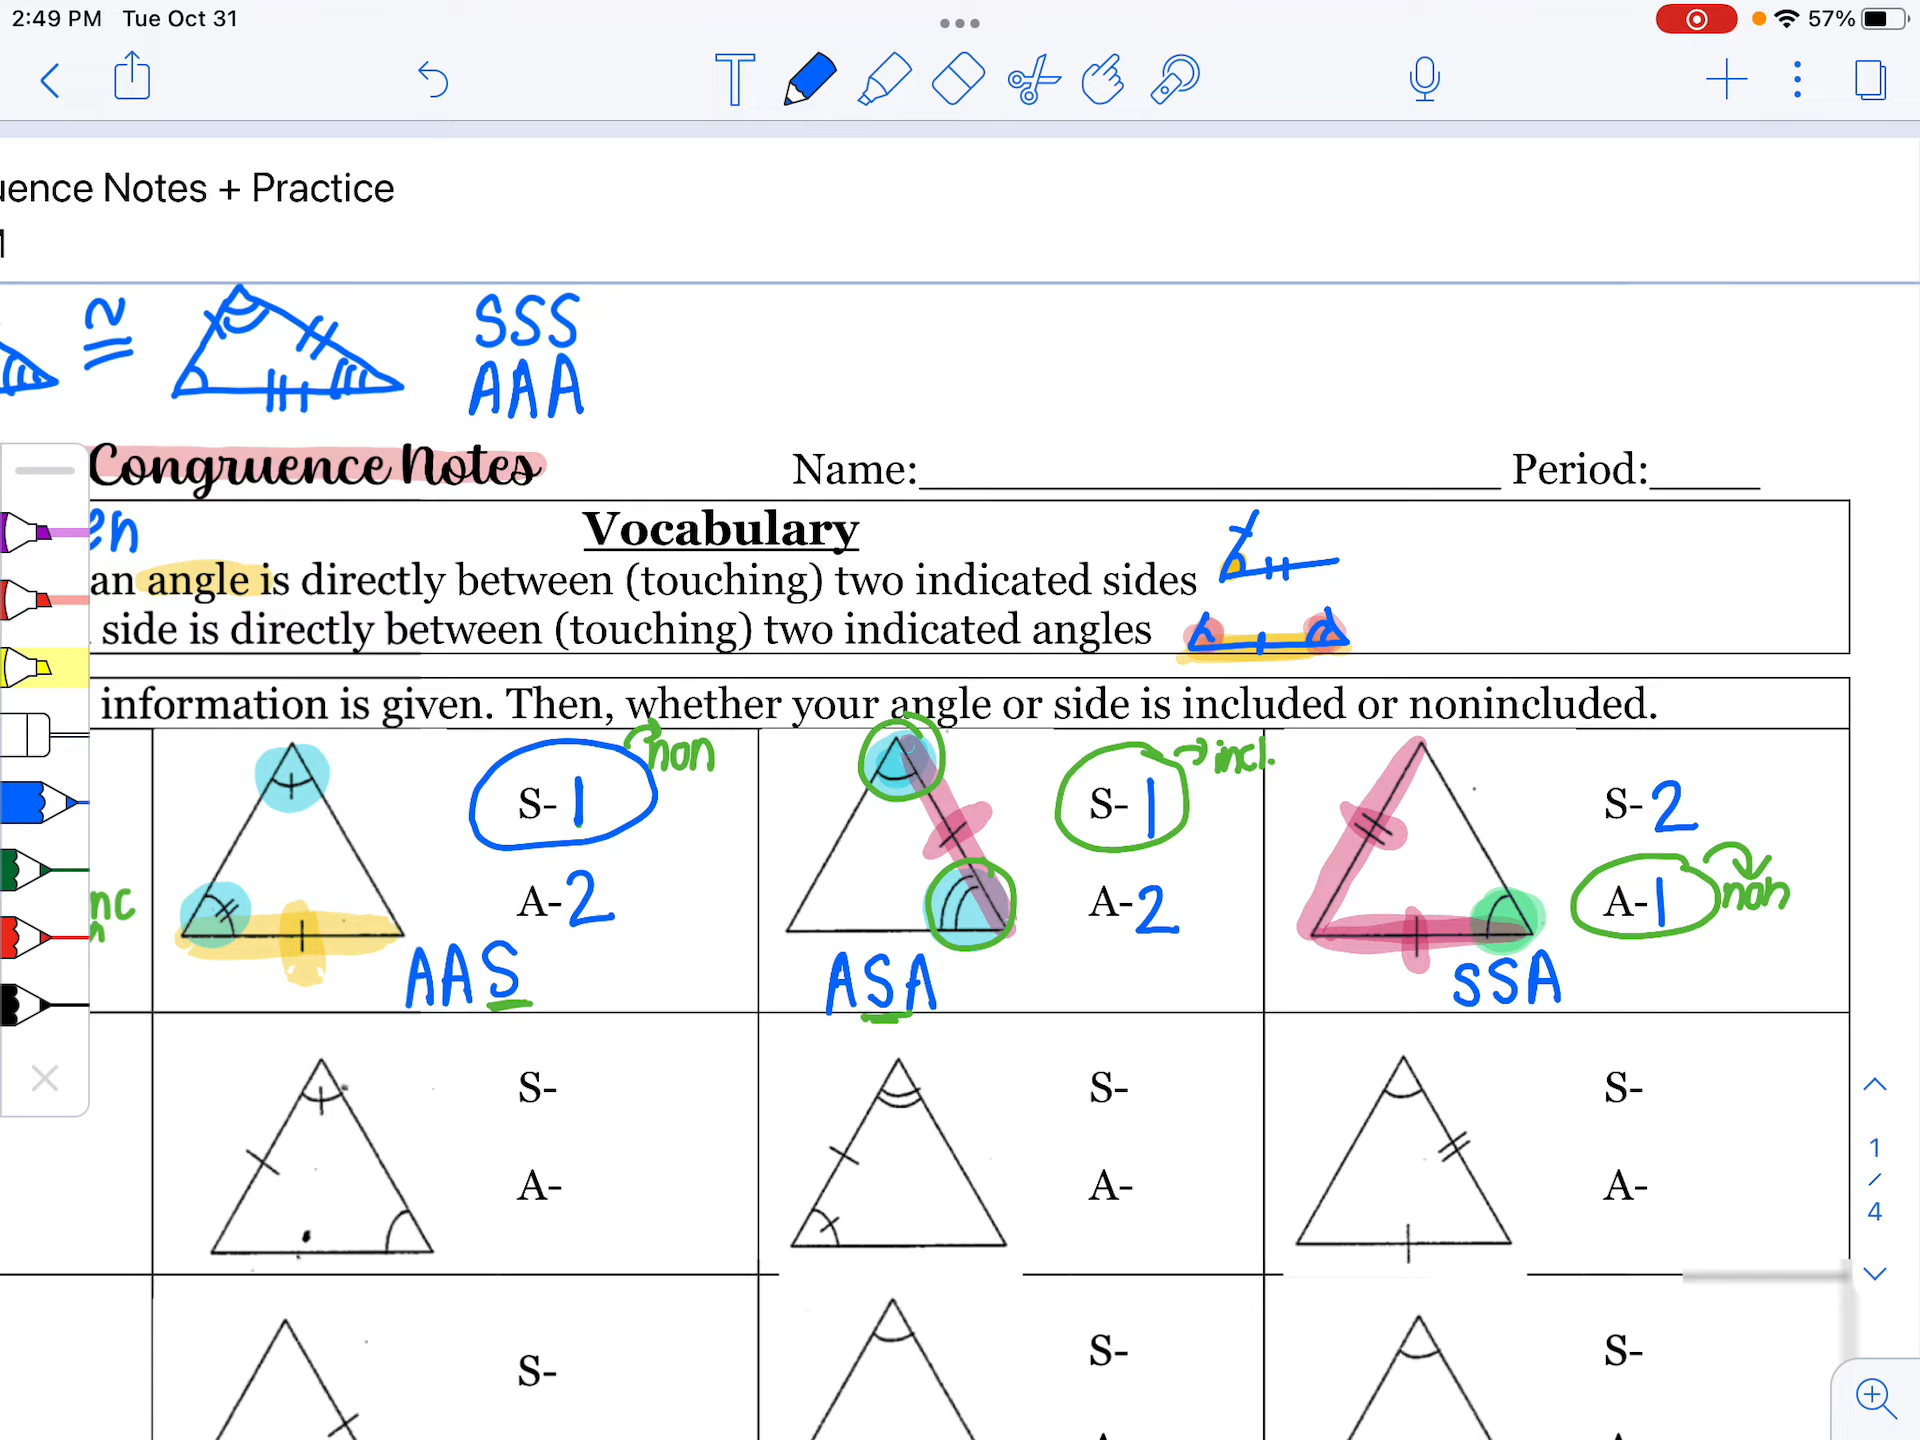 2:49 PM Tue Oct 31
57%
T
uence Notes + Practice
≅ SSS
AAA
Congruence Notes Name: Period:
Vocabulary
an angle is directly between (touching) two indicated sides
side is directly between (touching) two indicated angles
information is given. Then, whether your angle or side is included or nonincluded.
S- 1 non
A- 2
AAS
S- 1 → incl.
A- 2
ASA
S- 2
A- 1 non
SSA
nc
S-
A-
S-
A-
S-
A-
1
/
4
S-
S-
S-